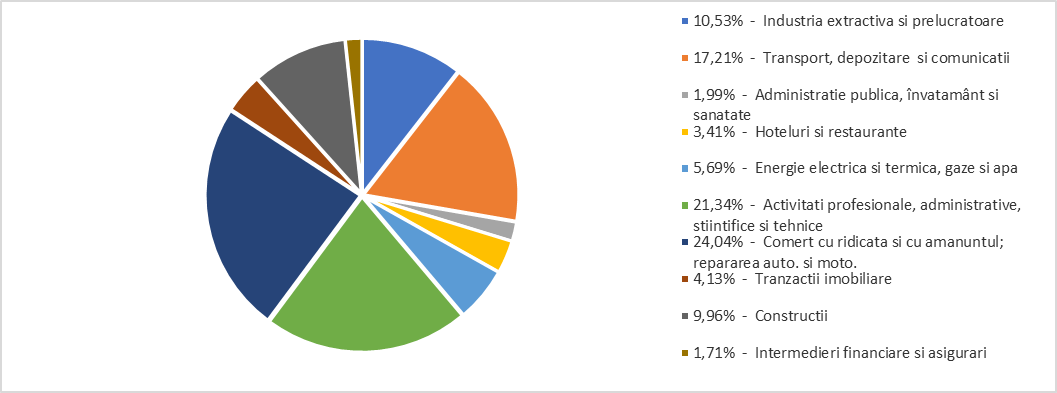 10,53% - Industria extractiva si prelucratoare
17,21% - Transport, depozitare si comunicatii
1,99% - Administratie publica, învatamânt si
sanatate
3,41% - Hoteluri si restaurante
5,69% - Energie electrica si termica, gaze si apa
21,34% - Activitati profesionale, administrative,
stiintifice si tehnice
24,04% - Comert cu ridicata si cu amanuntul;
repararea auto. si moto.
4,13% - Tranzactii imobiliare
9,96% - Constructii
1,71% - Intermedieri financiare si asigurari